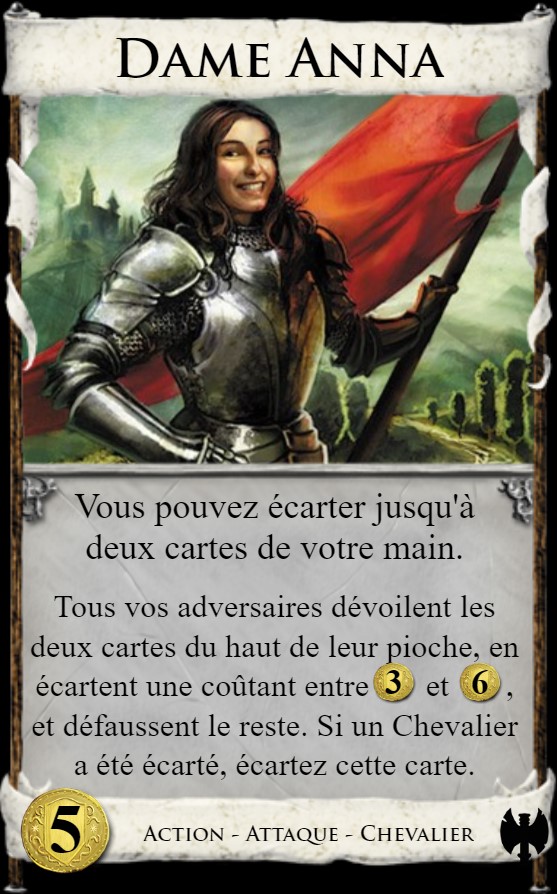 Dame Anna
Vous pouvez écarter jusqu'à
deux cartes de votre main.
Tous vos adversaires dévoilent les
deux cartes du haut de leur pioche, en
écartent une coûtant entre 3 et 6 ,
et défaussent le reste. Si un Chevalier
a été écarté, écartez cette carte.
5 Action - Attaque - Chevalier